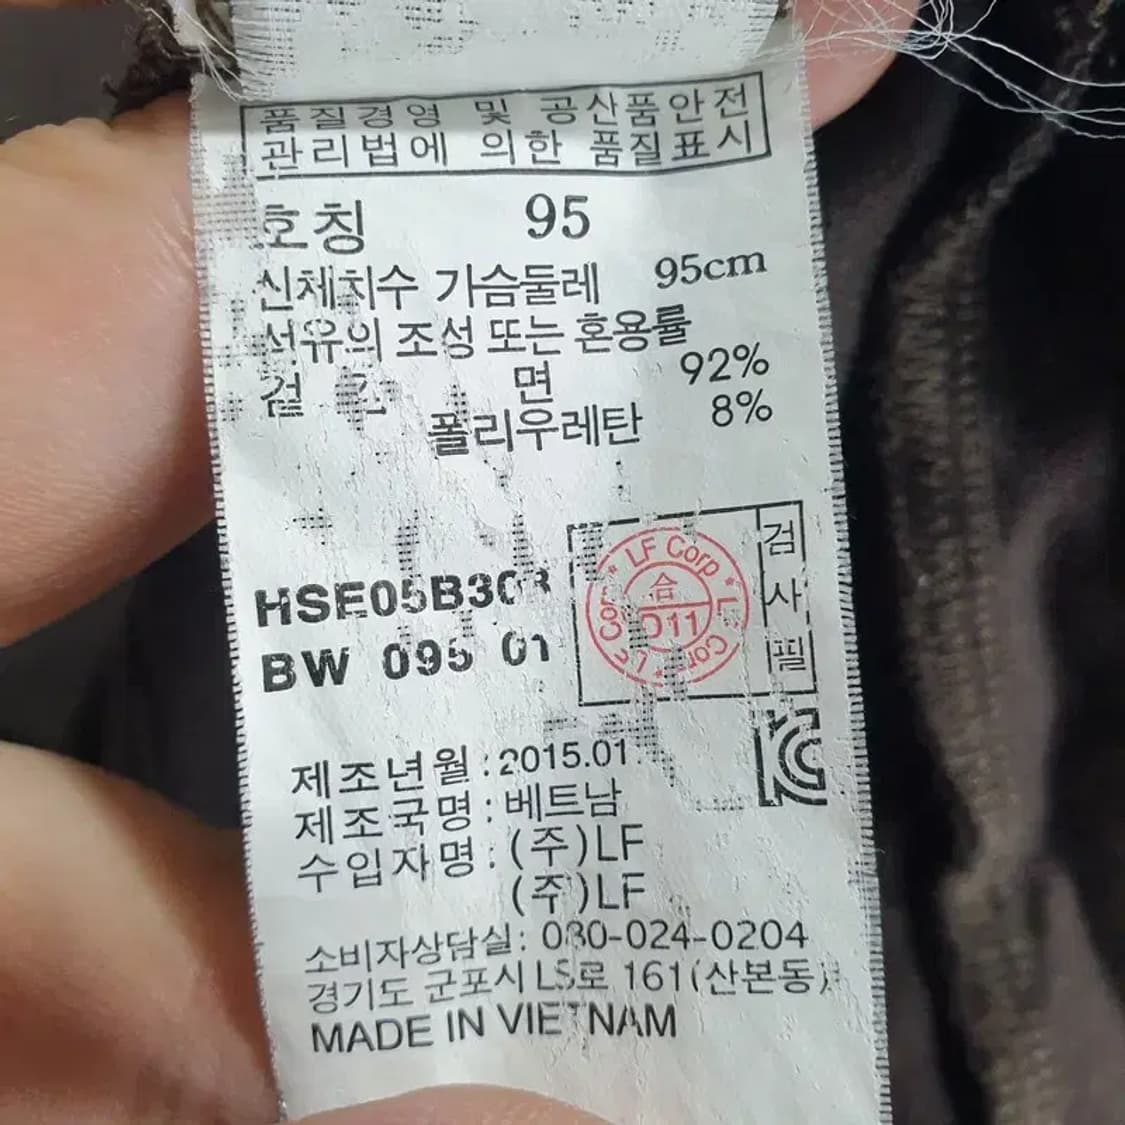 품질경영 및 공산품안전
관리법에 의한 품질표시
호칭 95
신체치수 가슴둘레 95cm
섬유의 조성 또는 혼용률
겉 면 92%
폴리우레탄 8%
BW 095 01
LF Corp
合
검
사
필
제조년월 : 2015.01.
제조국명 : 베트남
수입자명 : (주)LF
(주)LF
소비자상담실: 080-024-0204
경기도 군포시 LS로 161(산본동)
MADE IN VIETNAM